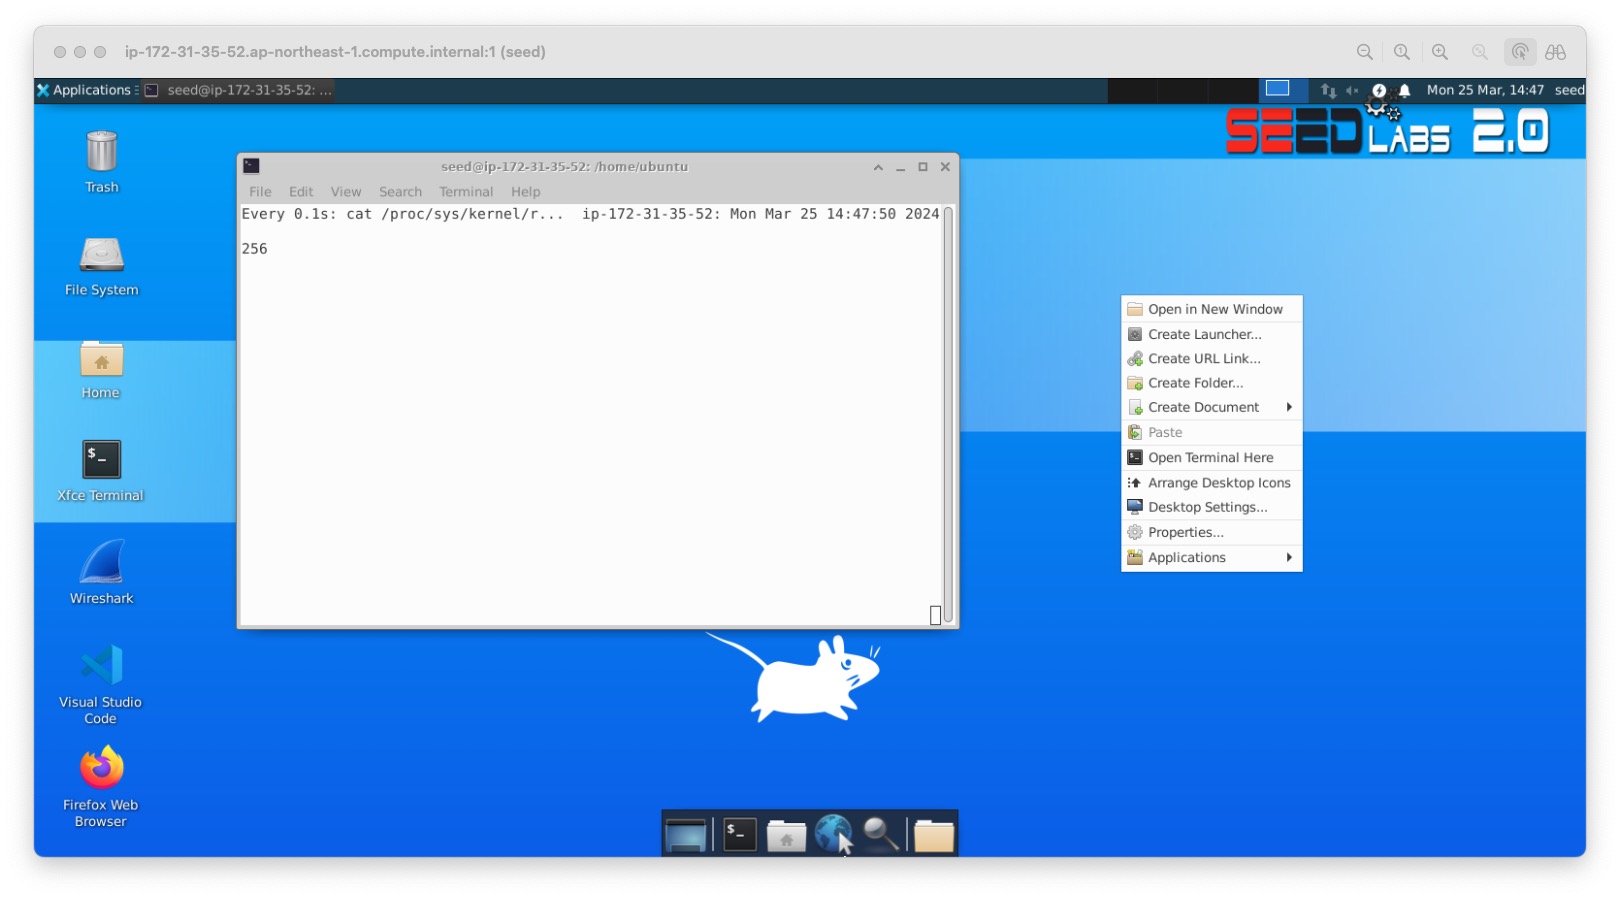 ip-172-31-35-52.ap-northeast-1.compute.internal:1 (seed)
Applications
seed@ip-172-31-35-52: ...
Mon 25 Mar, 14:47
seed
SEED LABS 2.0
Trash
File System
Home
$_
Xfce Terminal
Wireshark
Visual Studio
Code
Firefox Web
Browser
seed@ip-172-31-35-52: /home/ubuntu
File Edit View Search Terminal Help
Every 0.1s: cat /proc/sys/kernel/r... ip-172-31-35-52: Mon Mar 25 14:47:50 2024
256
Open in New Window
Create Launcher...
Create URL Link...
Create Folder...
Create Document
Paste
Open Terminal Here
Arrange Desktop Icons
Desktop Settings...
Properties...
Applications
$_